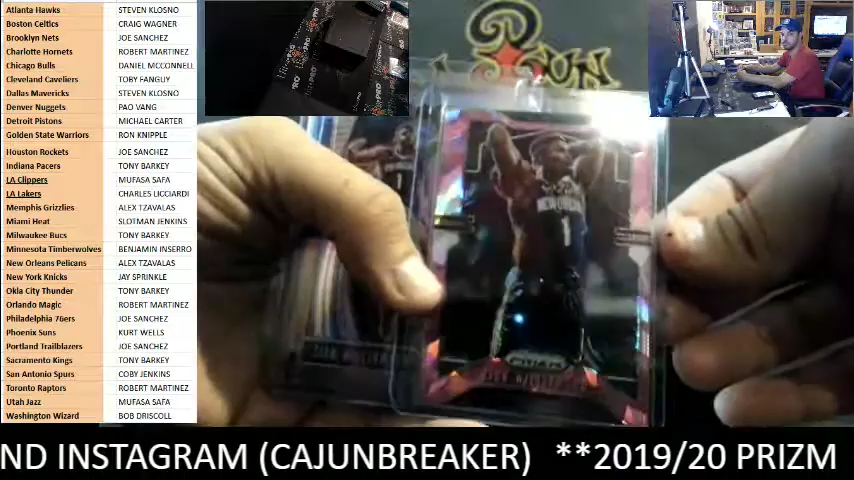 Atlanta Hawks STEVEN KLOSNO
Boston Celtics CRAIG WAGNER
Brooklyn Nets JOE SANCHEZ
Charlotte Hornets ROBERT MARTINEZ
Chicago Bulls DANIEL MCCONNELL
Cleveland Cavaliers TOBY FANGUY
Dallas Mavericks STEVEN KLOSNO
Denver Nuggets PAO VANG
Detroit Pistons MICHAEL CARTER
Golden State Warriors RON KNIPPLE
Houston Rockets JOE SANCHEZ
Indiana Pacers TONY BARKEY
LA Clippers MUFASA SAFA
LA Lakers CHARLES LICCIARDI
Memphis Grizzlies ALEX TZAVALAS
Miami Heat SLOTMAN JENKINS
Milwaukee Bucs TONY BARKEY
Minnesota Timberwolves BENJAMIN INSERRO
New Orleans Pelicans ALEX TZAVALAS
New York Knicks JAY SPRINKLE
Okla City Thunder TONY BARKEY
Orlando Magic ROBERT MARTINEZ
Philadelphia 76ers JOE SANCHEZ
Phoenix Suns KURT WELLS
Portland Trailblazers JOE SANCHEZ
Sacramento Kings TONY BARKEY
San Antonio Spurs COBY JENKINS
Toronto Raptors ROBERT MARTINEZ
Utah Jazz MUFASA SAFA
Washington Wizard BOB DRISCOLL
NEW ORLEANS
1
PRIZM
ND INSTAGRAM (CAJUNBREAKER) **2019/20 PRIZM